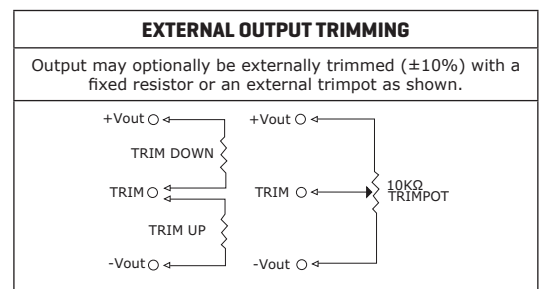 EXTERNAL OUTPUT TRIMMING
Output may optionally be externally trimmed (±10%) with a
fixed resistor or an external trimpot as shown.
+Vout
TRIM DOWN
TRIM
TRIM UP
-Vout
+Vout
TRIM
10KΩ
TRIMPOT
-Vout